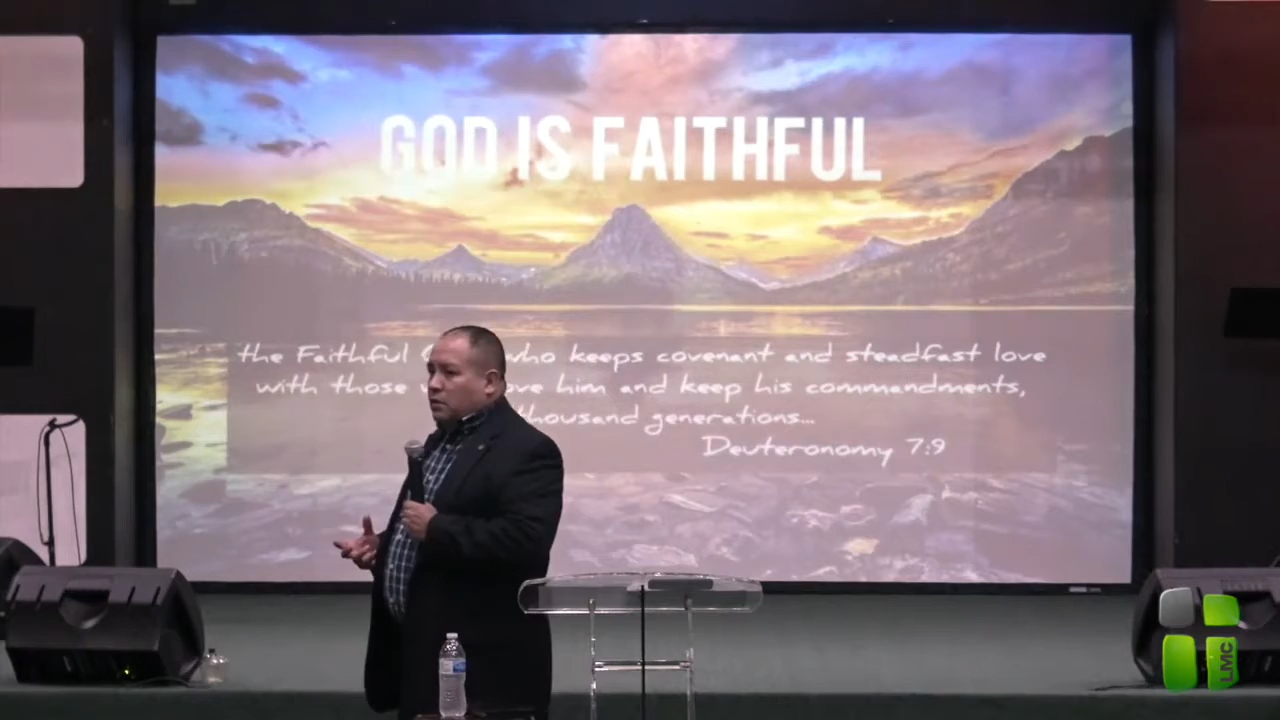 GOD IS FAITHFUL
the Faithful who keeps covenant and steadfast love
with those him and keep his commandments,
thousand generations...
Deuteronomy 7:9
LMC